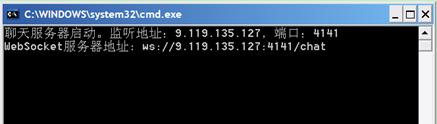 C:\WINDOWS\system32\cmd.exe
聊天服务器启动。监听地址：9.119.135.127，端口：4141
WebSocket服务器地址：ws://9.119.135.127:4141/chat